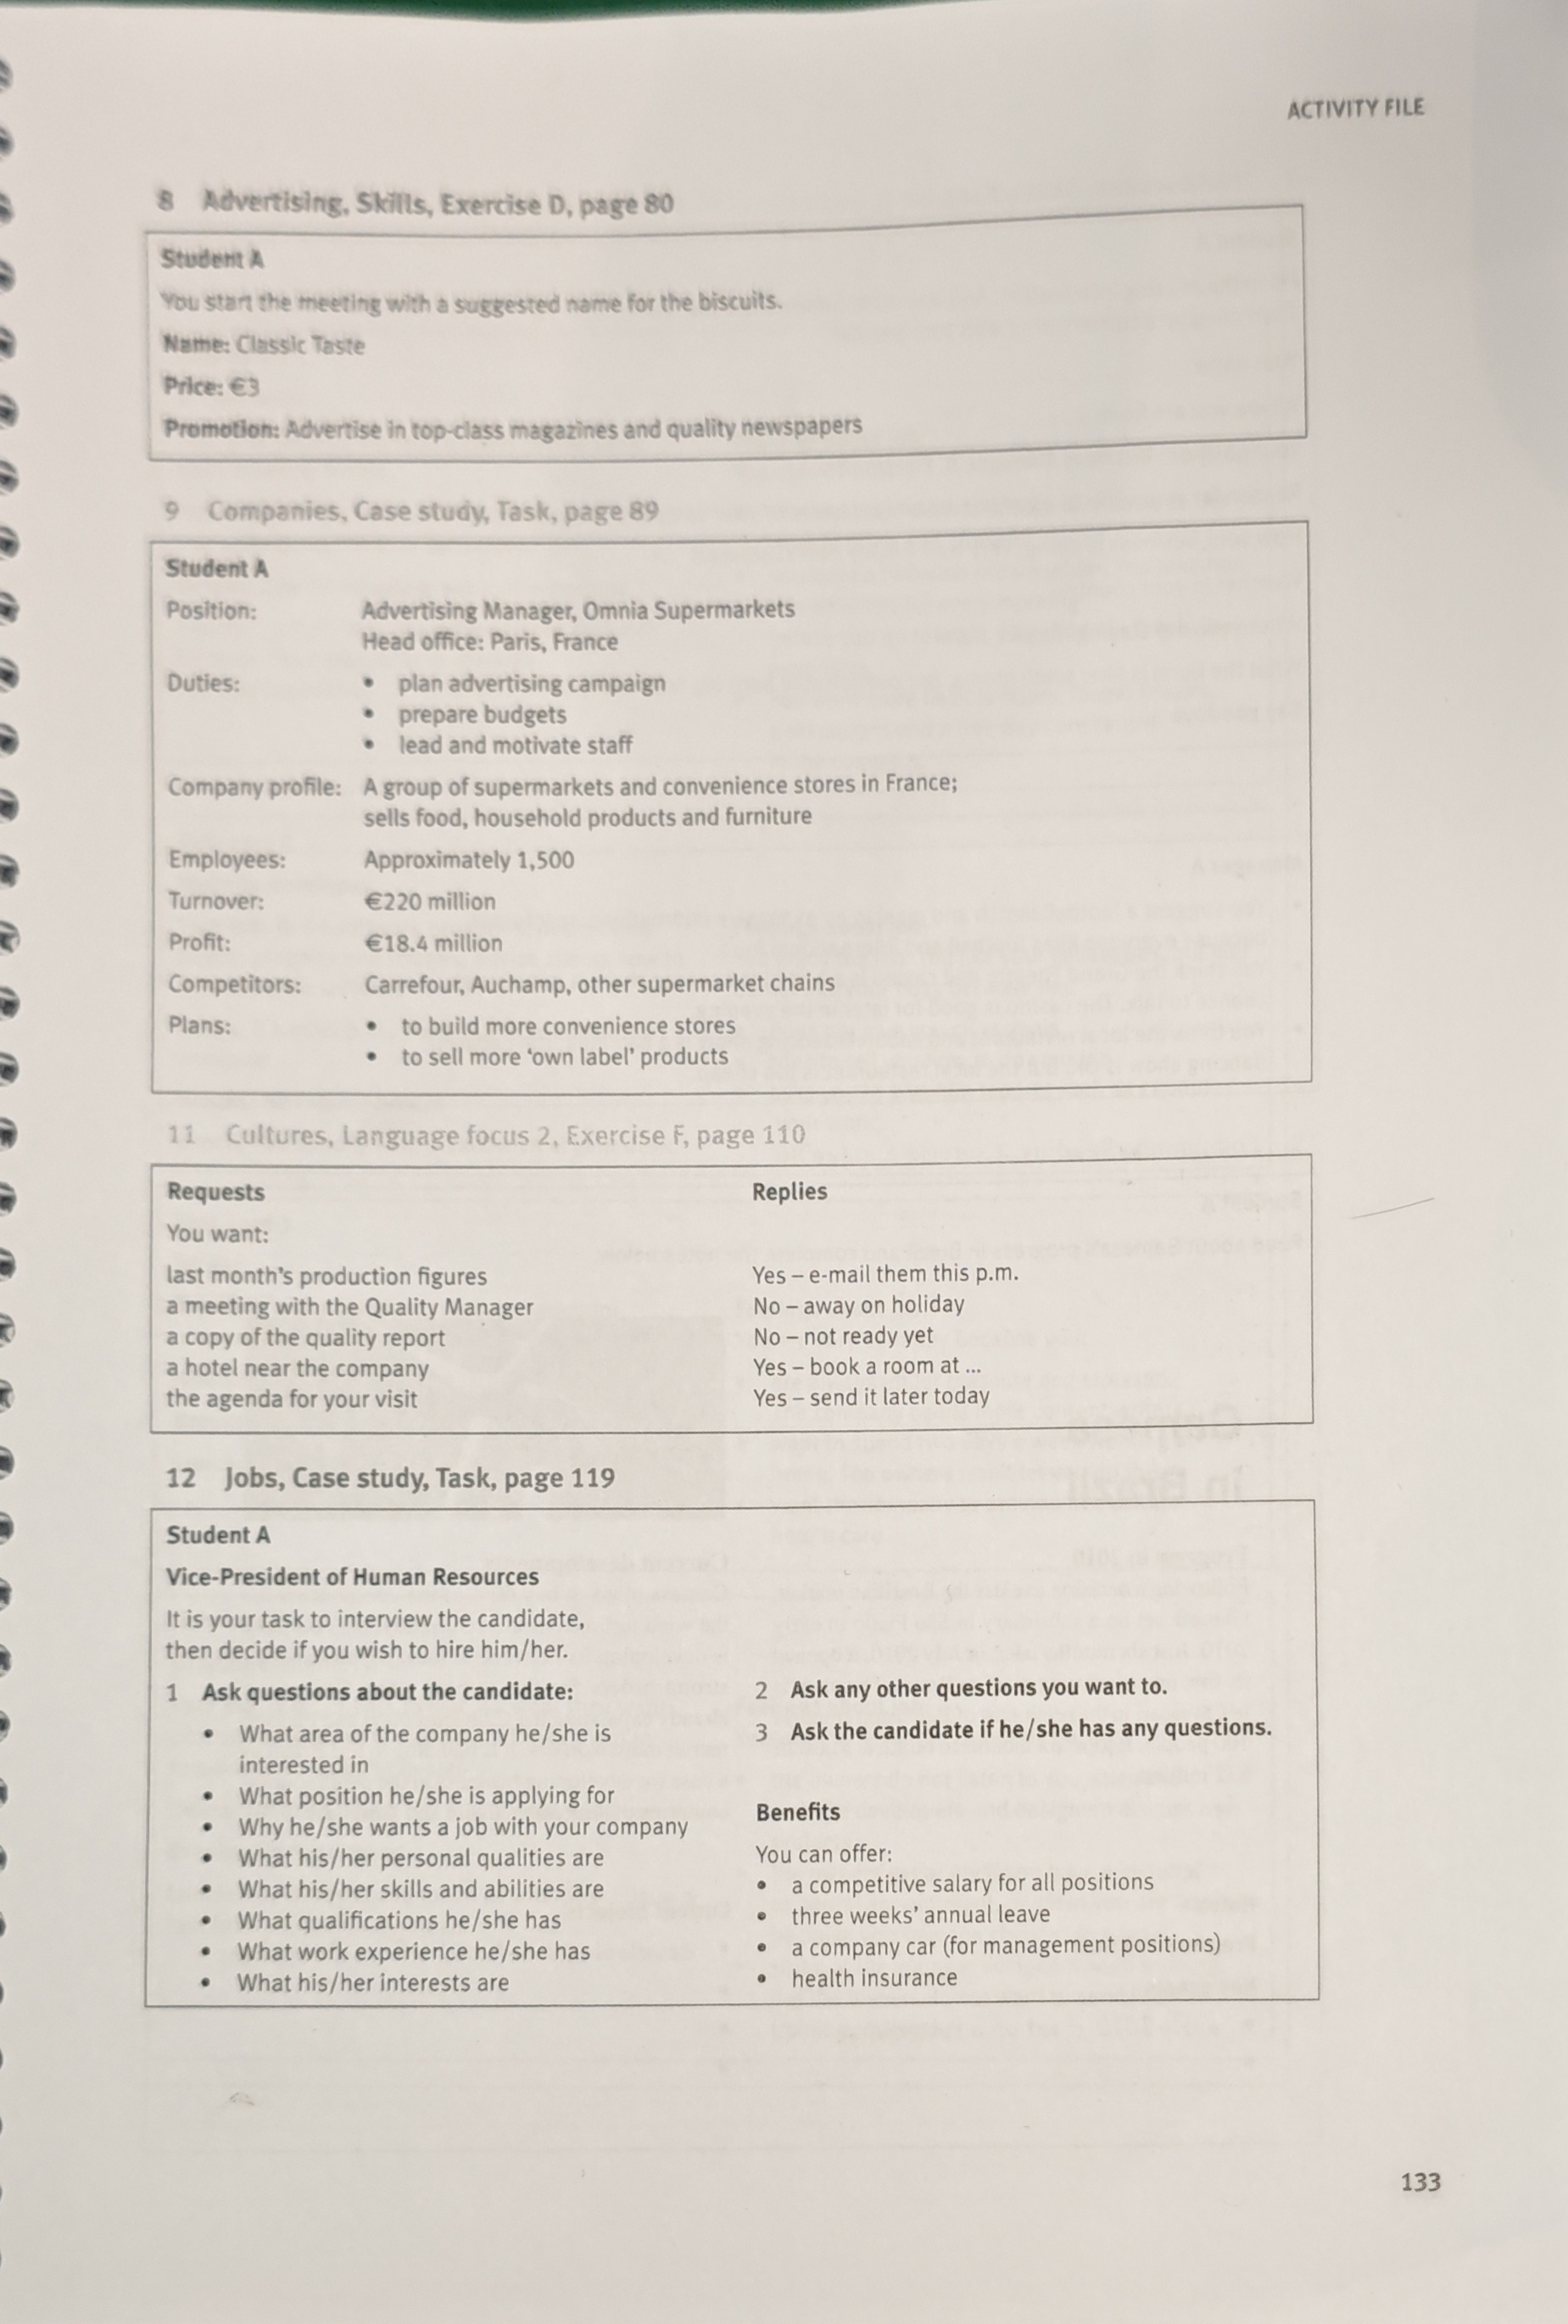 ACTIVITY FILE
8 Advertising, Skills, Exercise D, page 80
Student A
You start the meeting with a suggested name for the biscuits.
Name: Classic Taste
Price: €3
Promotion: Advertise in top-class magazines and quality newspapers
9 Companies, Case study, Task, page 89
Student A
Position: Advertising Manager, Omnia Supermarkets
Head office: Paris, France
Duties: • plan advertising campaign
• prepare budgets
• lead and motivate staff
Company profile: A group of supermarkets and convenience stores in France;
sells food, household products and furniture
Employees: Approximately 1,500
Turnover: €220 million
Profit: €18.4 million
Competitors: Carrefour, Auchamp, other supermarket chains
Plans: • to build more convenience stores
• to sell more ‘own label’ products
11 Cultures, Language focus 2, Exercise F, page 110
Requests Replies
You want:
last month’s production figures Yes – e-mail them this p.m.
a meeting with the Quality Manager No – away on holiday
a copy of the quality report No – not ready yet
a hotel near the company Yes – book a room at ...
the agenda for your visit Yes – send it later today
12 Jobs, Case study, Task, page 119
Student A
Vice-President of Human Resources
It is your task to interview the candidate,
then decide if you wish to hire him/her.
1 Ask questions about the candidate:
• What area of the company he/she is
interested in
• What position he/she is applying for
• Why he/she wants a job with your company
• What his/her personal qualities are
• What his/her skills and abilities are
• What qualifications he/she has
• What work experience he/she has
• What his/her interests are
2 Ask any other questions you want to.
3 Ask the candidate if he/she has any questions.
Benefits
You can offer:
• a competitive salary for all positions
• three weeks’ annual leave
• a company car (for management positions)
• health insurance
133